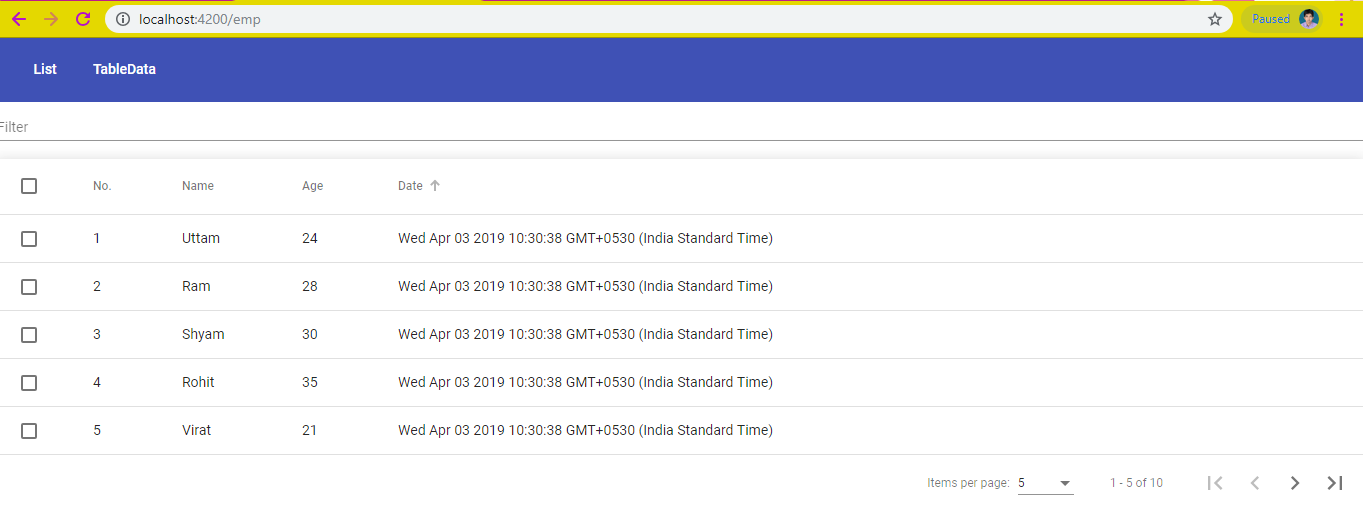 localhost:4200/emp Paused
List TableData
Filter
No. Name Age Date
1 Uttam 24 Wed Apr 03 2019 10:30:38 GMT+0530 (India Standard Time)
2 Ram 28 Wed Apr 03 2019 10:30:38 GMT+0530 (India Standard Time)
3 Shyam 30 Wed Apr 03 2019 10:30:38 GMT+0530 (India Standard Time)
4 Rohit 35 Wed Apr 03 2019 10:30:38 GMT+0530 (India Standard Time)
5 Virat 21 Wed Apr 03 2019 10:30:38 GMT+0530 (India Standard Time)
Items per page: 5 1 - 5 of 10